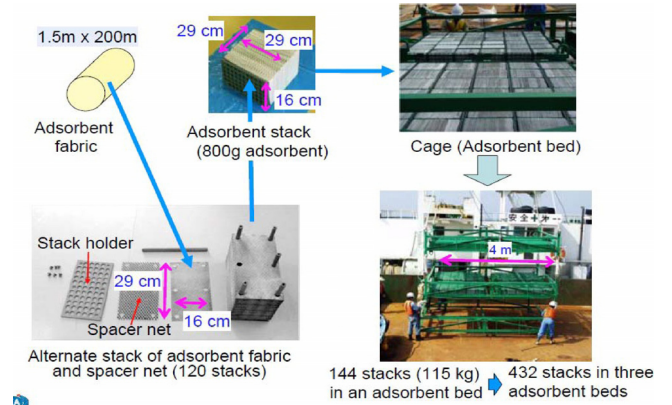 1.5m x 200m
Adsorbent
fabric
29 cm
29 cm
16 cm
Adsorbent stack
(800g adsorbent)
Cage (Adsorbent bed)
Stack holder
29 cm
Spacer net
16 cm
Alternate stack of adsorbent fabric
and spacer net (120 stacks)
安全
4 m
144 stacks (115 kg)
in an adsorbent bed
432 stacks in three
adsorbent beds